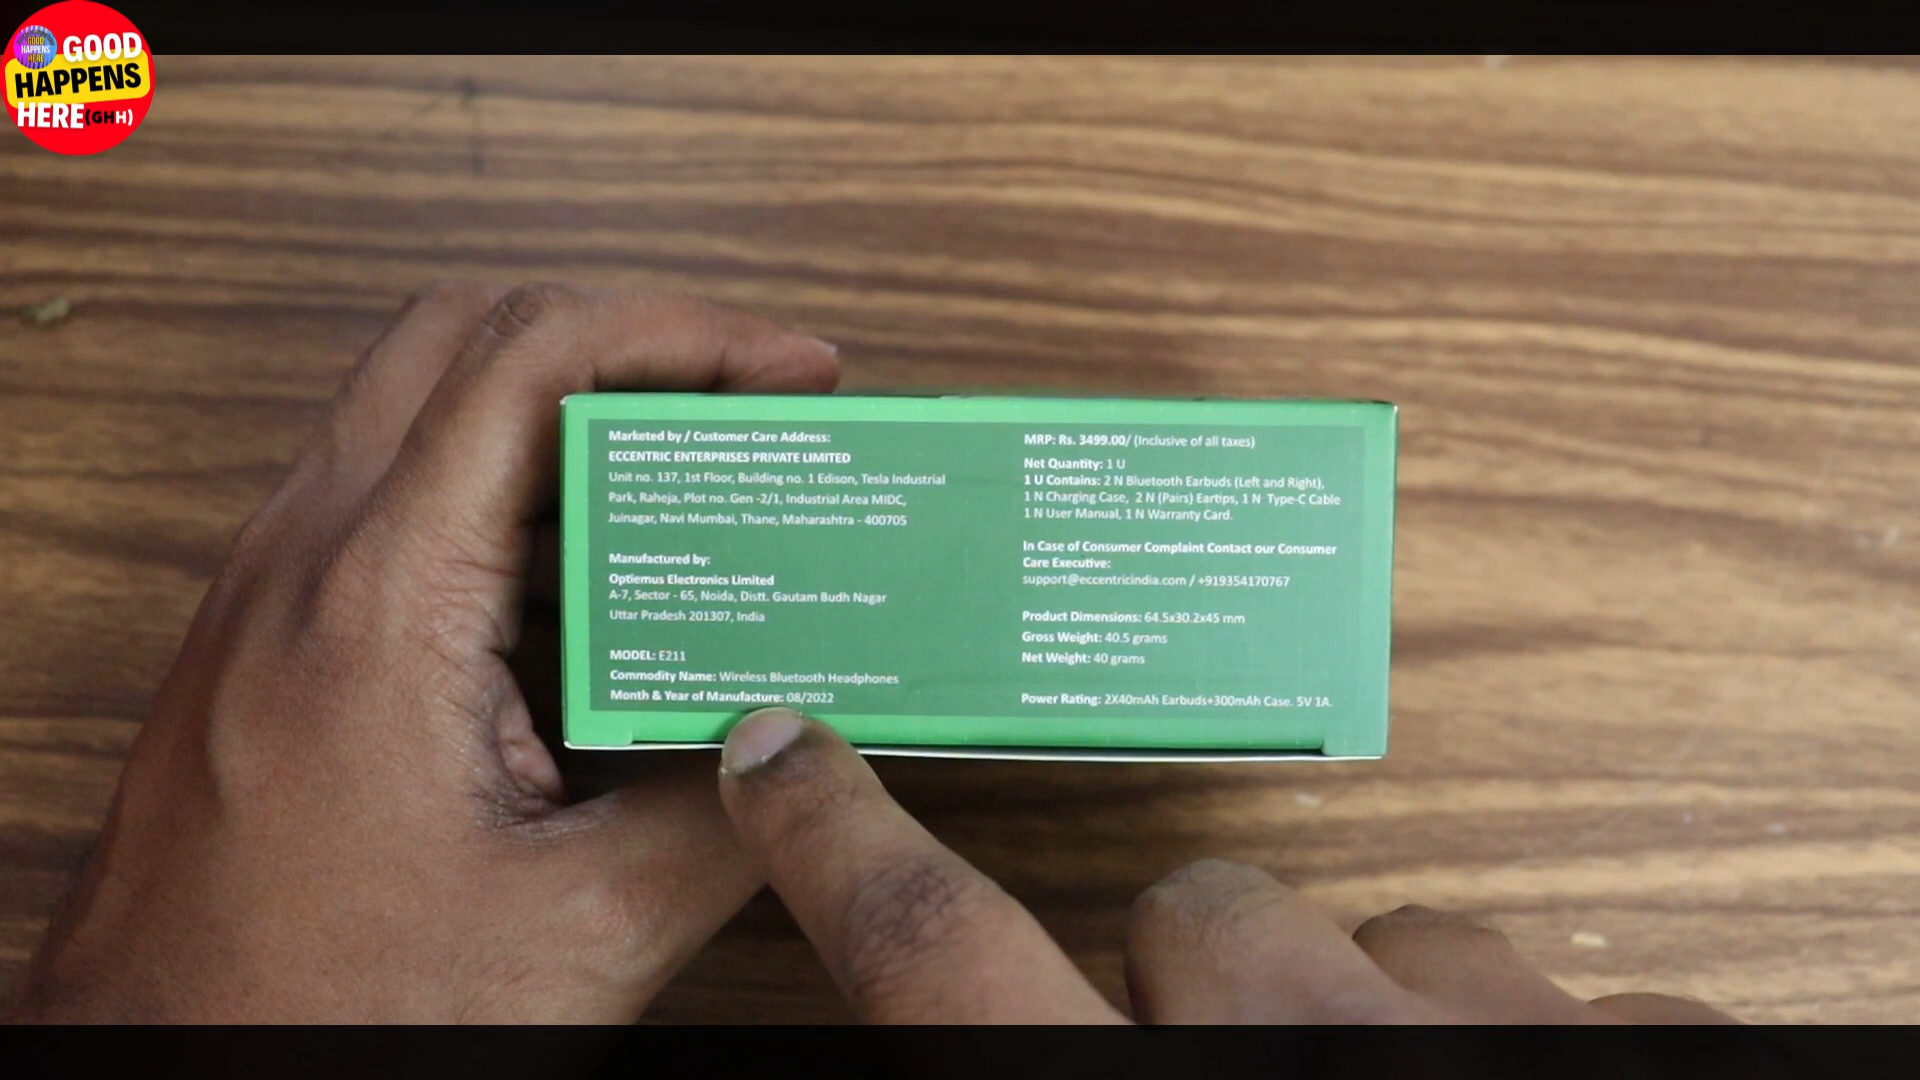 GOOD
HAPPENS
HERE
GOOD
HAPPENS
HERE(GHH)
Marketed by / Customer Care Address:
ECCENTRIC ENTERPRISES PRIVATE LIMITED
Unit no. 137, 1st Floor, Building no. 1 Edison, Tesla Industrial
Park, Raheja, Plot no. Gen -2/1, Industrial Area MIDC,
Juinagar, Navi Mumbai, Thane, Maharashtra - 400705
Manufactured by:
Optiemus Electronics Limited
A-7, Sector - 65, Noida, Distt. Gautam Budh Nagar
Uttar Pradesh 201307, India
MODEL: E211
Commodity Name: Wireless Bluetooth Headphones
Month & Year of Manufacture: 08/2022
MRP: Rs. 3499.00/ (Inclusive of all taxes)
Net Quantity: 1 U
1 U Contains: 2 N Bluetooth Earbuds (Left and Right),
1 N Charging Case, 2 N (Pairs) Eartips, 1 N Type-C Cable
1 N User Manual, 1 N Warranty Card.
In Case of Consumer Complaint Contact our Consumer
Care Executive:
support@eccentricindia.com / +919354170767
Product Dimensions: 64.5x30.2x45 mm
Gross Weight: 40.5 grams
Net Weight: 40 grams
Power Rating: 2X40mAh Earbuds+300mAh Case. 5V 1A.